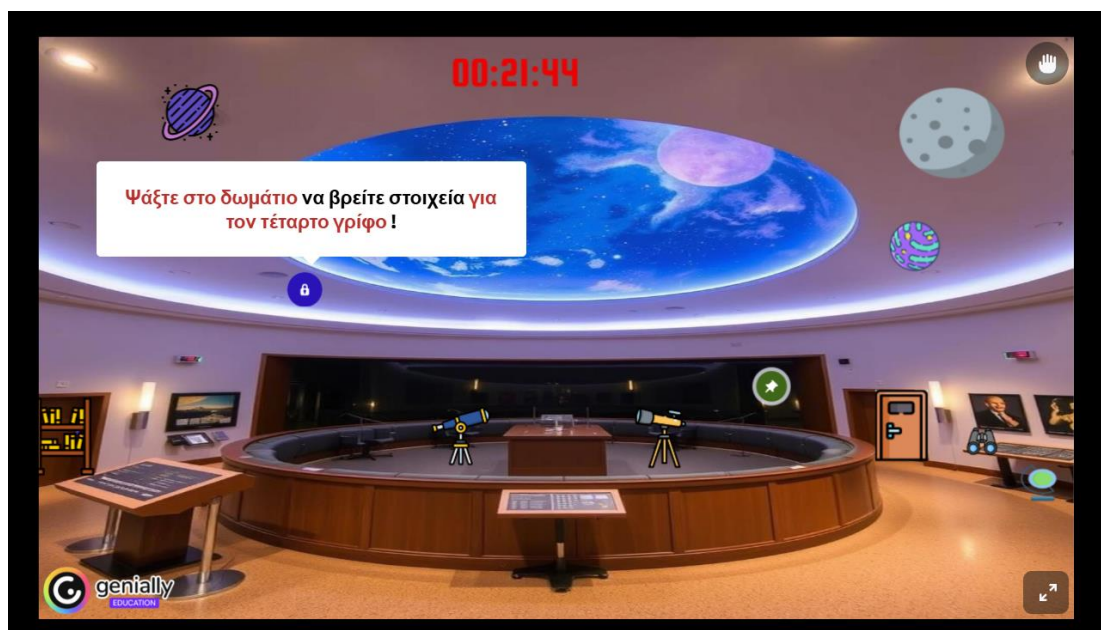 00:21:44
Ψάξτε στο δωμάτιο να βρείτε στοιχεία για
τον τέταρτο γρίφο !
genially
EDUCATION